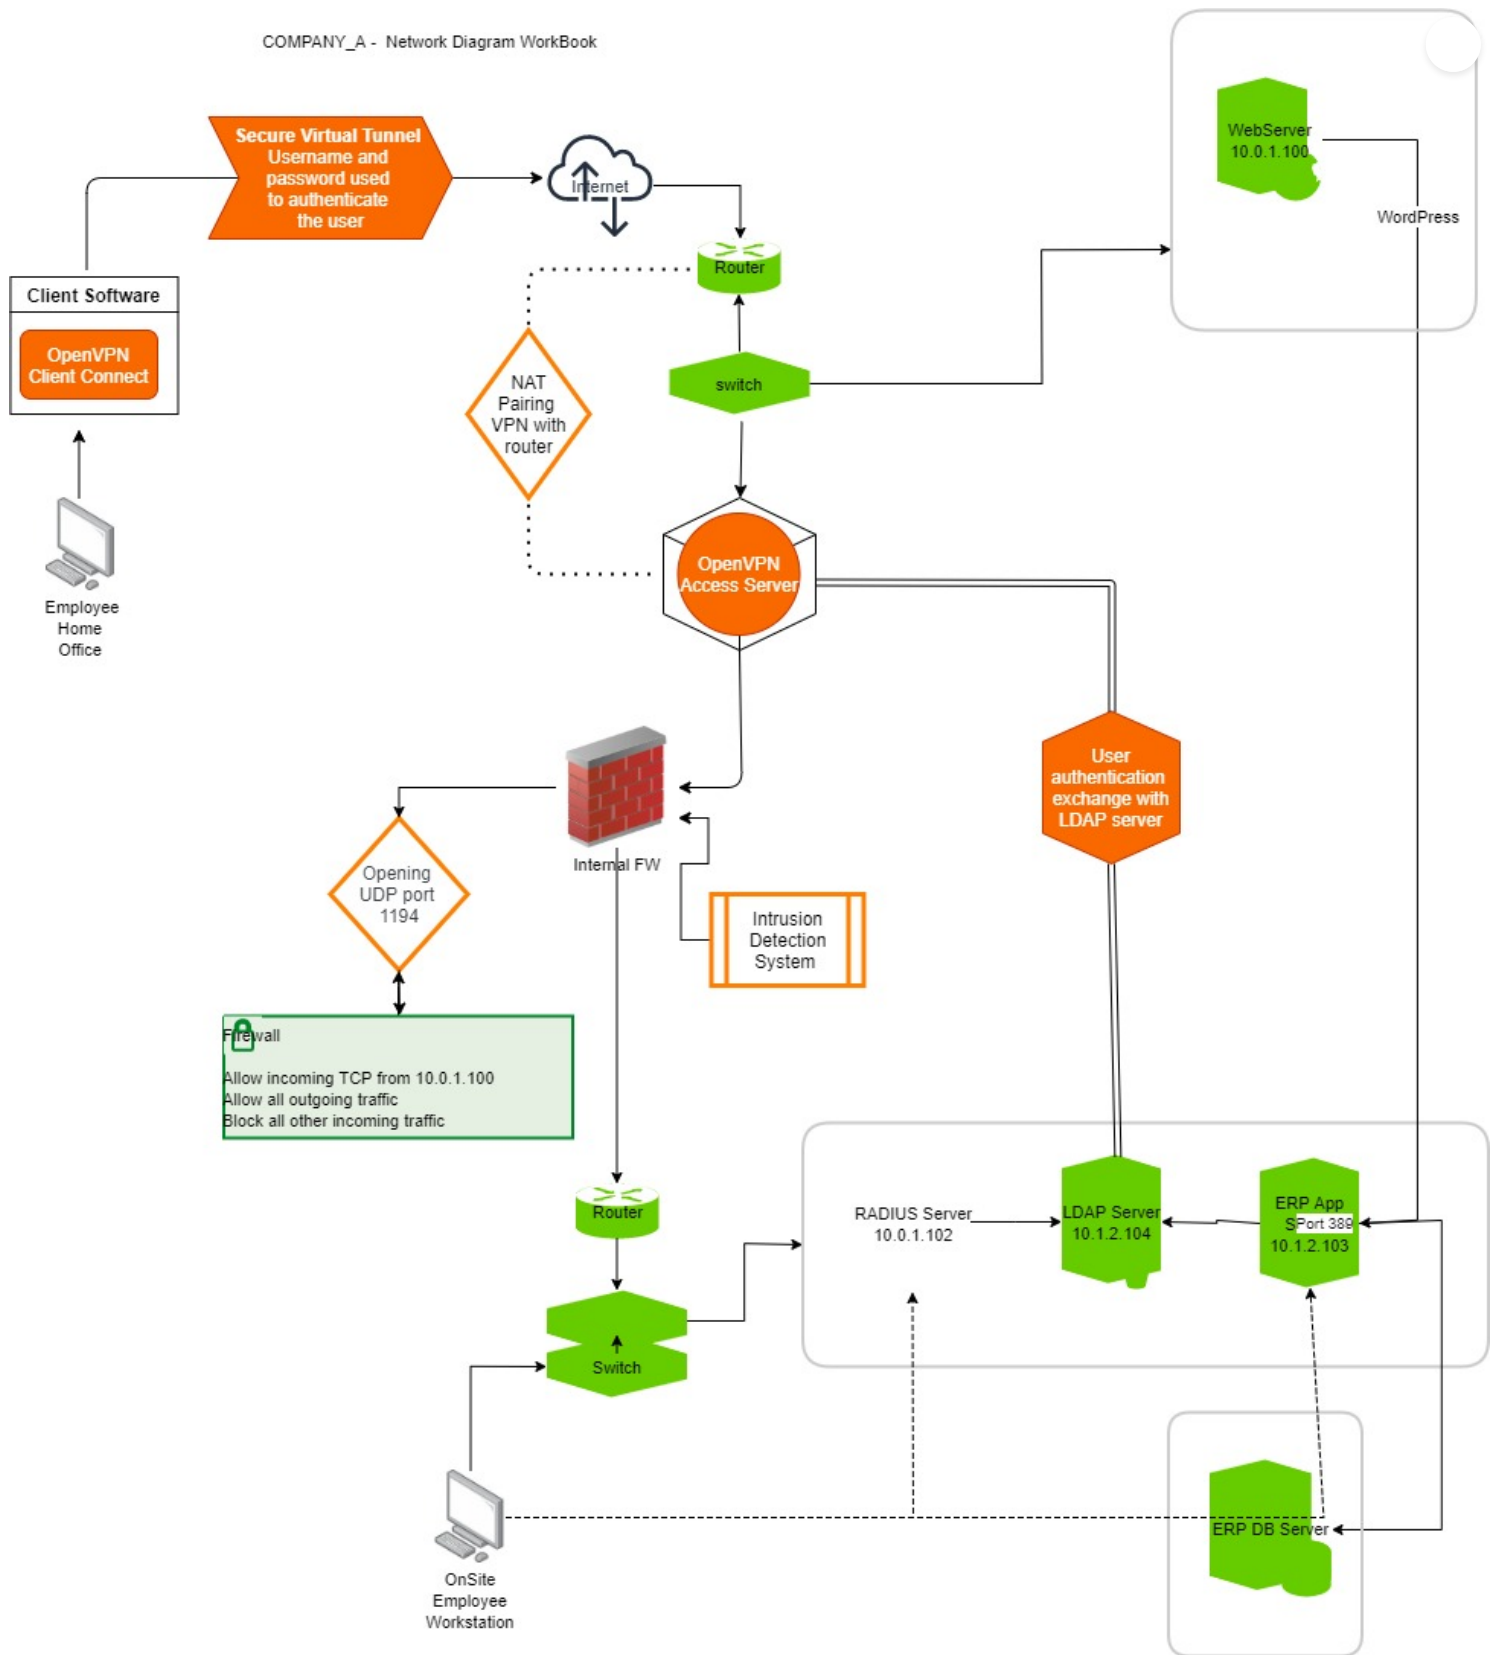 COMPANY_A - Network Diagram WorkBook
WebServer
10.0.1.100
Secure Virtual Tunnel
Username and
password used
to authenticate
the user
Internet
WordPress
Router
Client Software
OpenVPN
Client Connect
NAT
Pairing
VPN with
router
switch
OpenVPN
Access Server
Employee
Home
Office
User
authentication
exchange with
LDAP server
Internal FW
Opening
UDP port
1194
Intrusion
Detection
System
Firewall
Allow incoming TCP from 10.0.1.100
Allow all outgoing traffic
Block all other incoming traffic
Router
RADIUS Server
10.0.1.102
LDAP Server
10.1.2.104
ERP App
Port 389
10.1.2.103
Switch
ERP DB Server
OnSite
Employee
Workstation